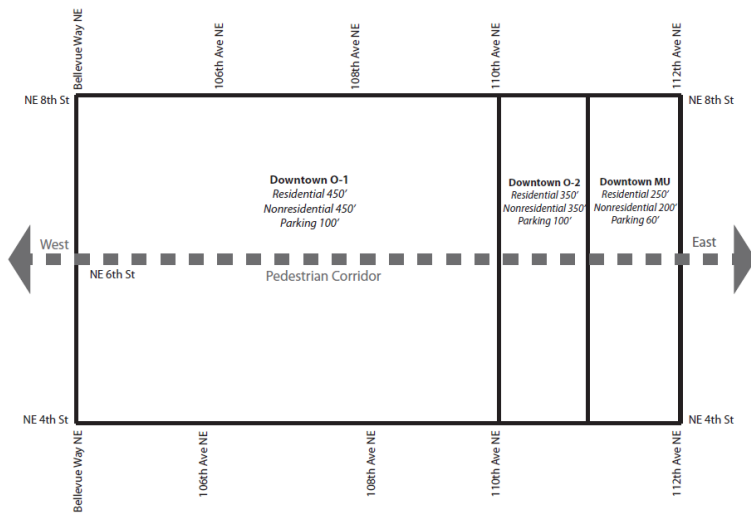 Bellevue Way NE
106th Ave NE
108th Ave NE
110th Ave NE
112th Ave NE
NE 8th St
NE 8th St
Downtown O-1
Residential 450'
Nonresidential 450'
Parking 100'
Downtown O-2
Residential 350'
Nonresidential 350'
Parking 100'
Downtown MU
Residential 250'
Nonresidential 200'
Parking 60'
West
East
NE 6th St
Pedestrian Corridor
NE 4th St
NE 4th St
Bellevue Way NE
106th Ave NE
108th Ave NE
110th Ave NE
112th Ave NE